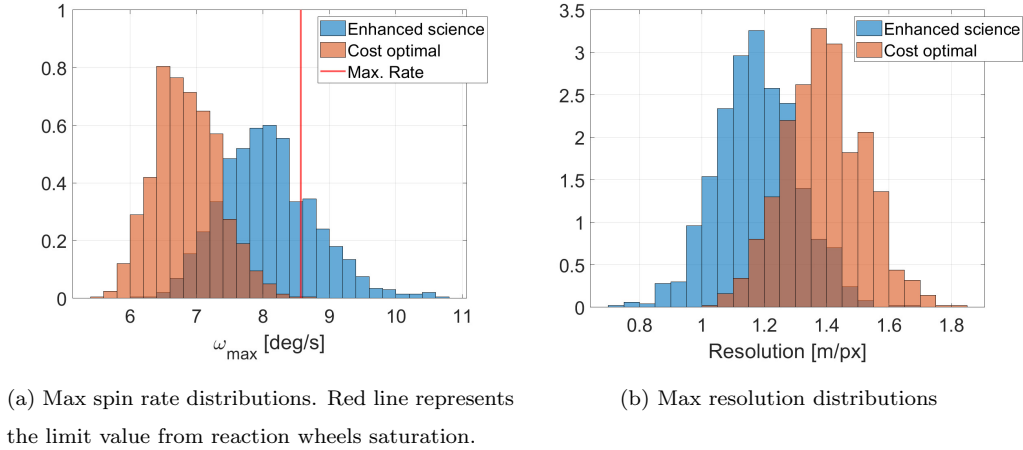 1
0.8
0.6
0.4
0.2
0
6
7
8
9
10
11
ω_max [deg/s]
Enhanced science
Cost optimal
Max. Rate
3.5
3
2.5
2
1.5
1
0.5
0
0.8
1
1.2
1.4
1.6
1.8
Resolution [m/px]
Enhanced science
Cost optimal
(a) Max spin rate distributions. Red line represents
the limit value from reaction wheels saturation.
(b) Max resolution distributions